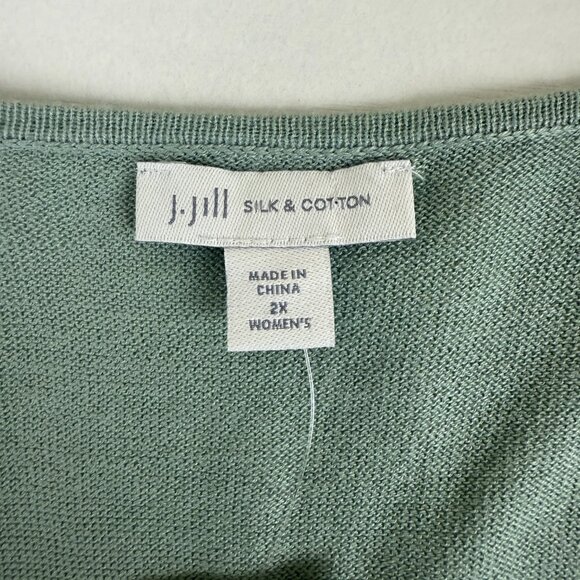 J.Jill SILK & COTTON
MADE IN
CHINA
2X
WOMEN'S